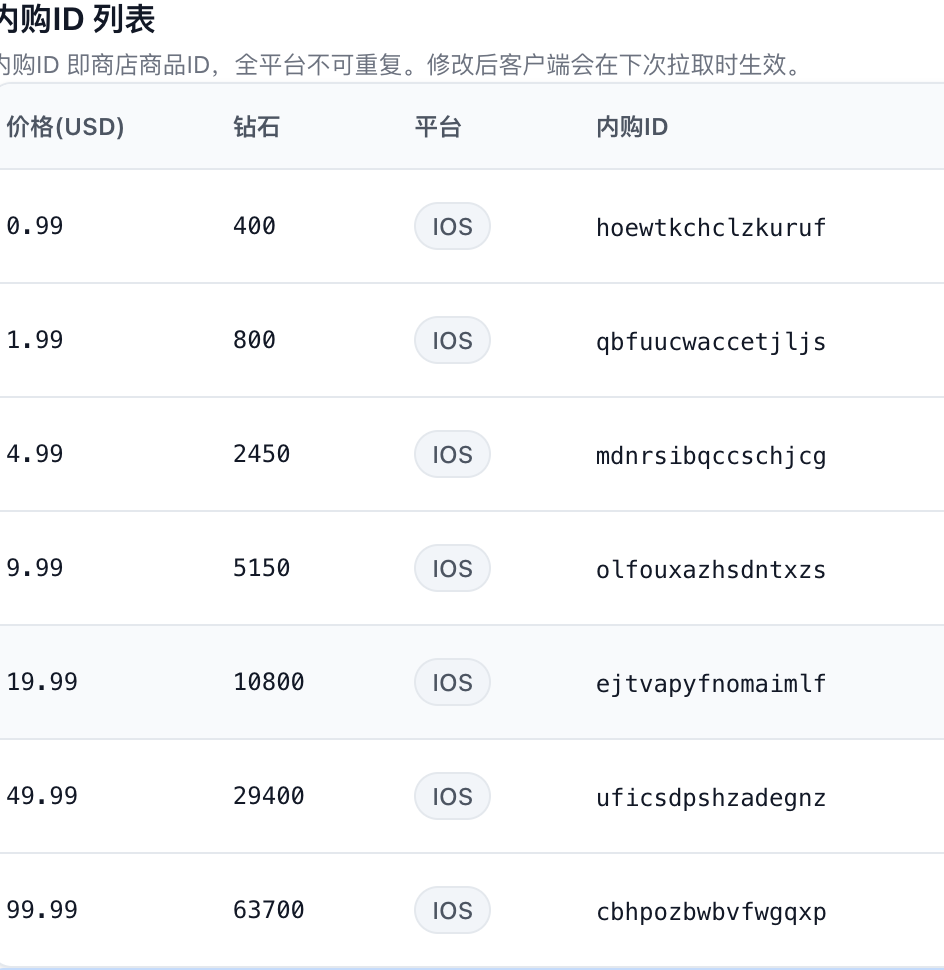 内购ID 列表
内购ID 即商店商品ID，全平台不可重复。修改后客户端会在下次拉取时生效。
价格(USD) 钻石 平台 内购ID
0.99 400 IOS hoewtkchclzkuruf
1.99 800 IOS qbfuucwaccetjljs
4.99 2450 IOS mdnrsibqccschjcg
9.99 5150 IOS olfouxazhsdntxzs
19.99 10800 IOS ejtvapyfnomaimlf
49.99 29400 IOS uficsdpshzadegnz
99.99 63700 IOS cbhpozbwbvfwgqxp